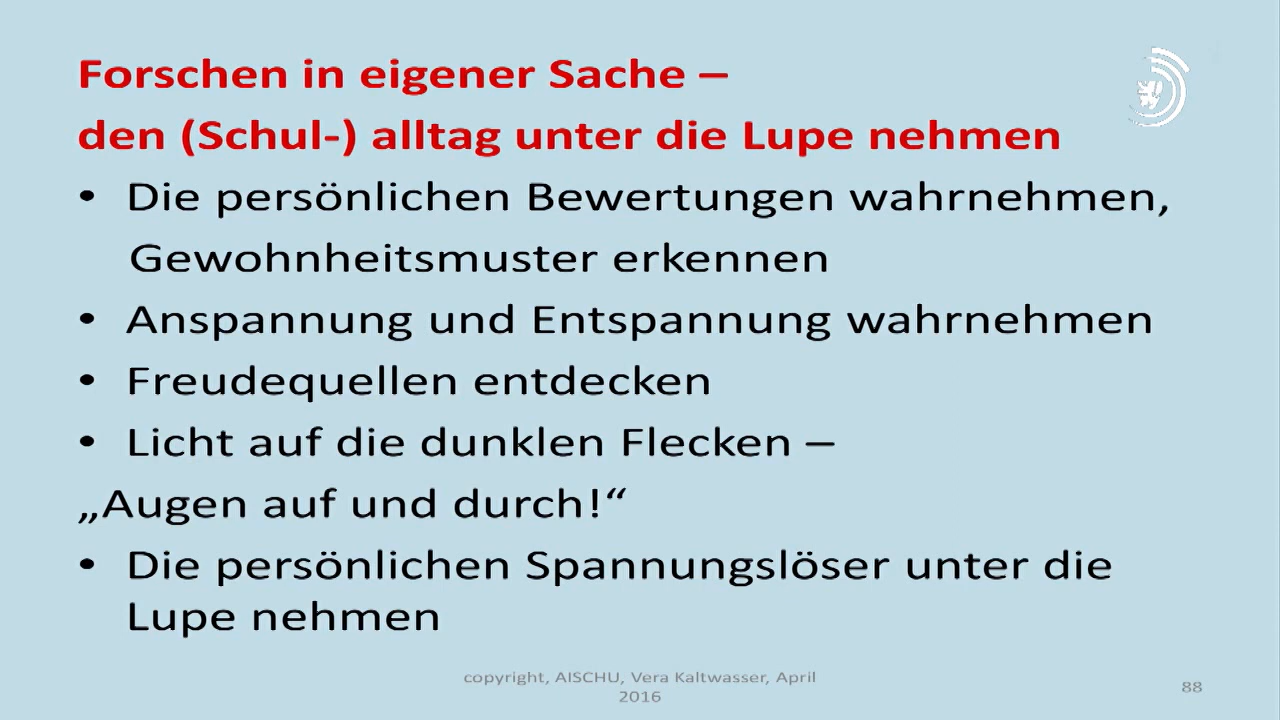 Forschen in eigener Sache –
den (Schul-) alltag unter die Lupe nehmen
• Die persönlichen Bewertungen wahrnehmen,
Gewohnheitsmuster erkennen
• Anspannung und Entspannung wahrnehmen
• Freudequellen entdecken
• Licht auf die dunklen Flecken –
„Augen auf und durch!“
• Die persönlichen Spannungslöser unter die
Lupe nehmen
copyright, AISCHU, Vera Kaltwasser, April
2016
88